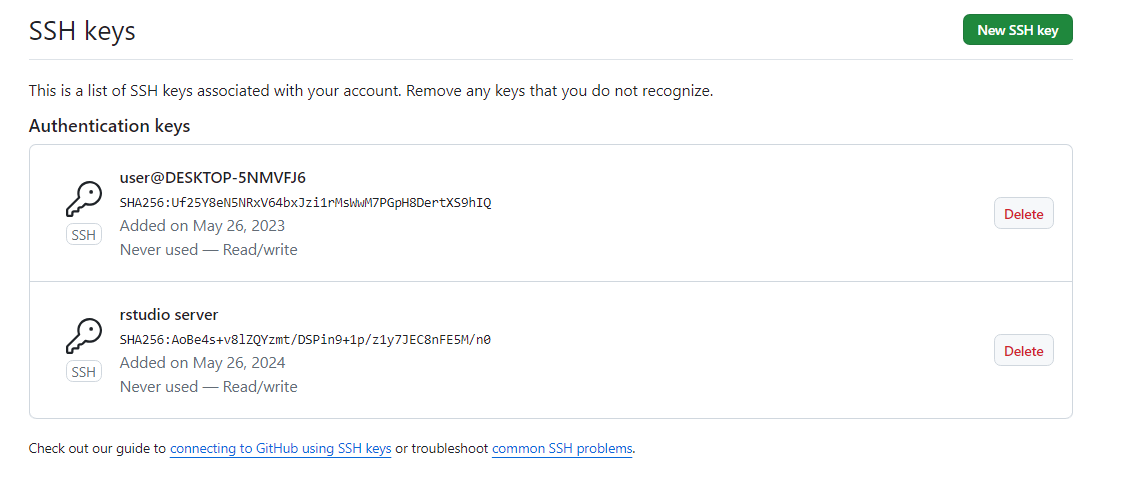 SSH keys
New SSH key
This is a list of SSH keys associated with your account. Remove any keys that you do not recognize.
Authentication keys
user@DESKTOP-5NMVFJ6
SHA256:Uf25Y8eN5NRxV64bxJzi1rMsWwM7PGpH8DertXS9hIQ
Added on May 26, 2023
Never used — Read/write
SSH
Delete
rstudio server
SHA256:AoBe4s+v8lZQYzmt/DSPin9+1p/z1y7JEC8nFE5M/n0
Added on May 26, 2024
Never used — Read/write
SSH
Delete
Check out our guide to connecting to GitHub using SSH keys or troubleshoot common SSH problems.